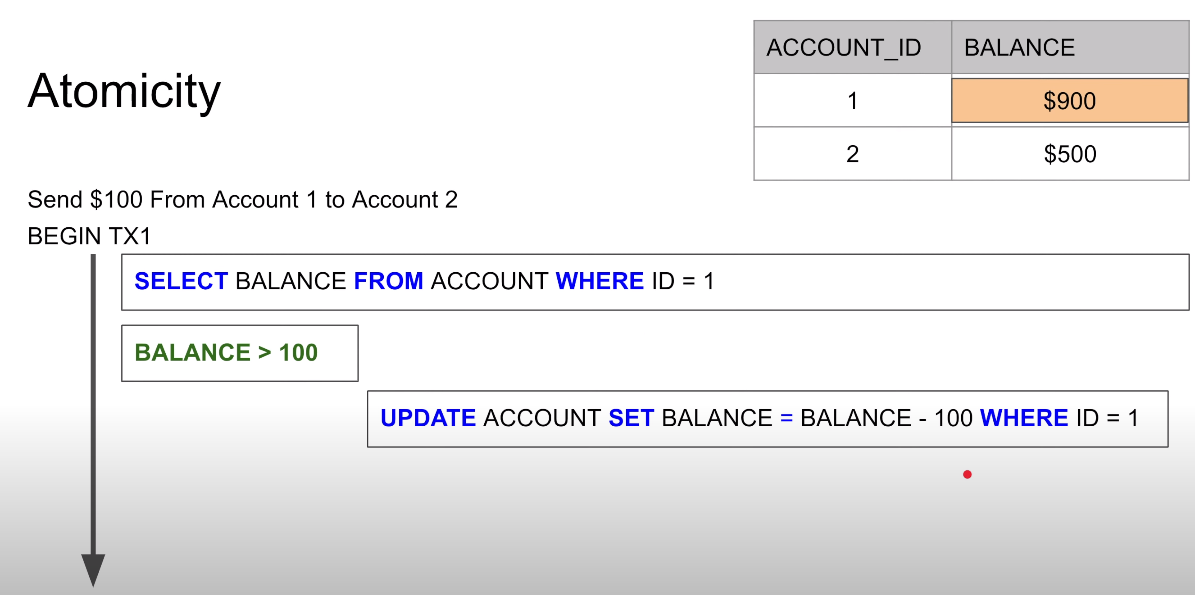 ACCOUNT_ID BALANCE
1 $900
2 $500
Atomicity
Send $100 From Account 1 to Account 2
BEGIN TX1
SELECT BALANCE FROM ACCOUNT WHERE ID = 1
BALANCE > 100
UPDATE ACCOUNT SET BALANCE = BALANCE - 100 WHERE ID = 1